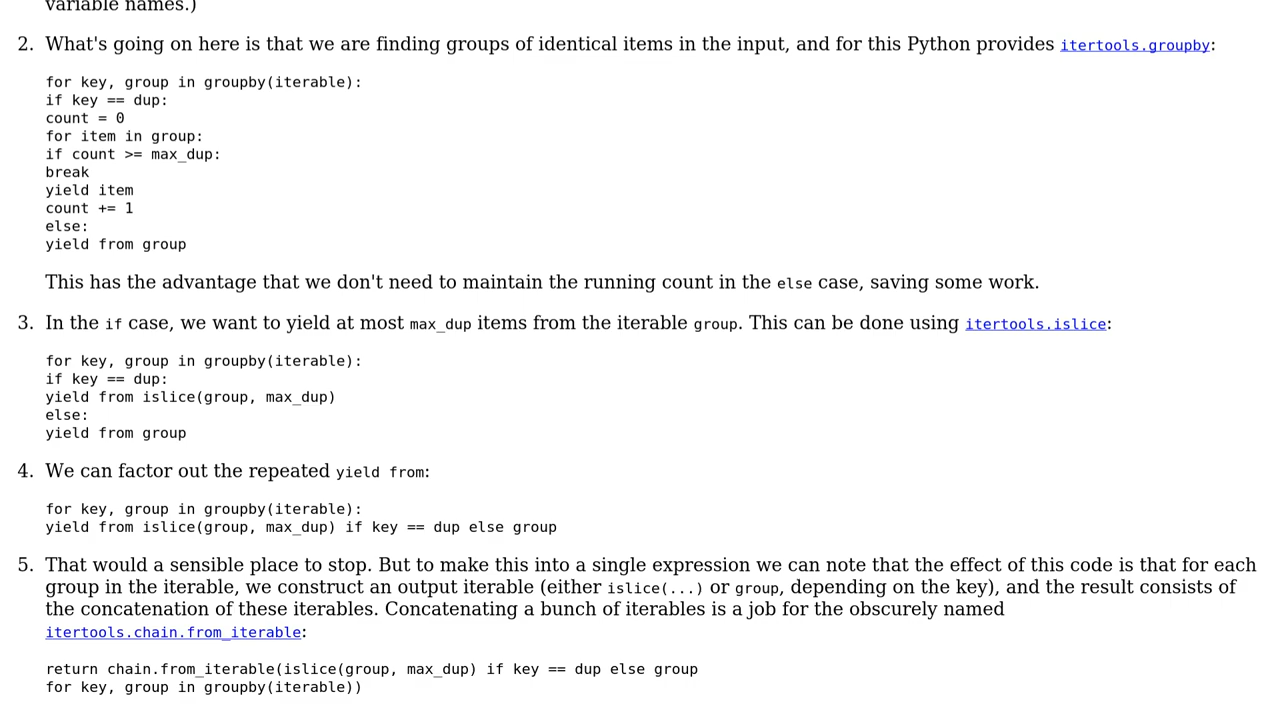 variable names.)
2. What's going on here is that we are finding groups of identical items in the input, and for this Python provides itertools.groupby:
for key, group in groupby(iterable):
if key == dup:
count = 0
for item in group:
if count >= max_dup:
break
yield item
count += 1
else:
yield from group
This has the advantage that we don't need to maintain the running count in the else case, saving some work.
3. In the if case, we want to yield at most max_dup items from the iterable group. This can be done using itertools.islice:
for key, group in groupby(iterable):
if key == dup:
yield from islice(group, max_dup)
else:
yield from group
4. We can factor out the repeated yield from:
for key, group in groupby(iterable):
yield from islice(group, max_dup) if key == dup else group
5. That would a sensible place to stop. But to make this into a single expression we can note that the effect of this code is that for each
group in the iterable, we construct an output iterable (either islice(...) or group, depending on the key), and the result consists of
the concatenation of these iterables. Concatenating a bunch of iterables is a job for the obscurely named
itertools.chain.from_iterable:
return chain.from_iterable(islice(group, max_dup) if key == dup else group
for key, group in groupby(iterable))